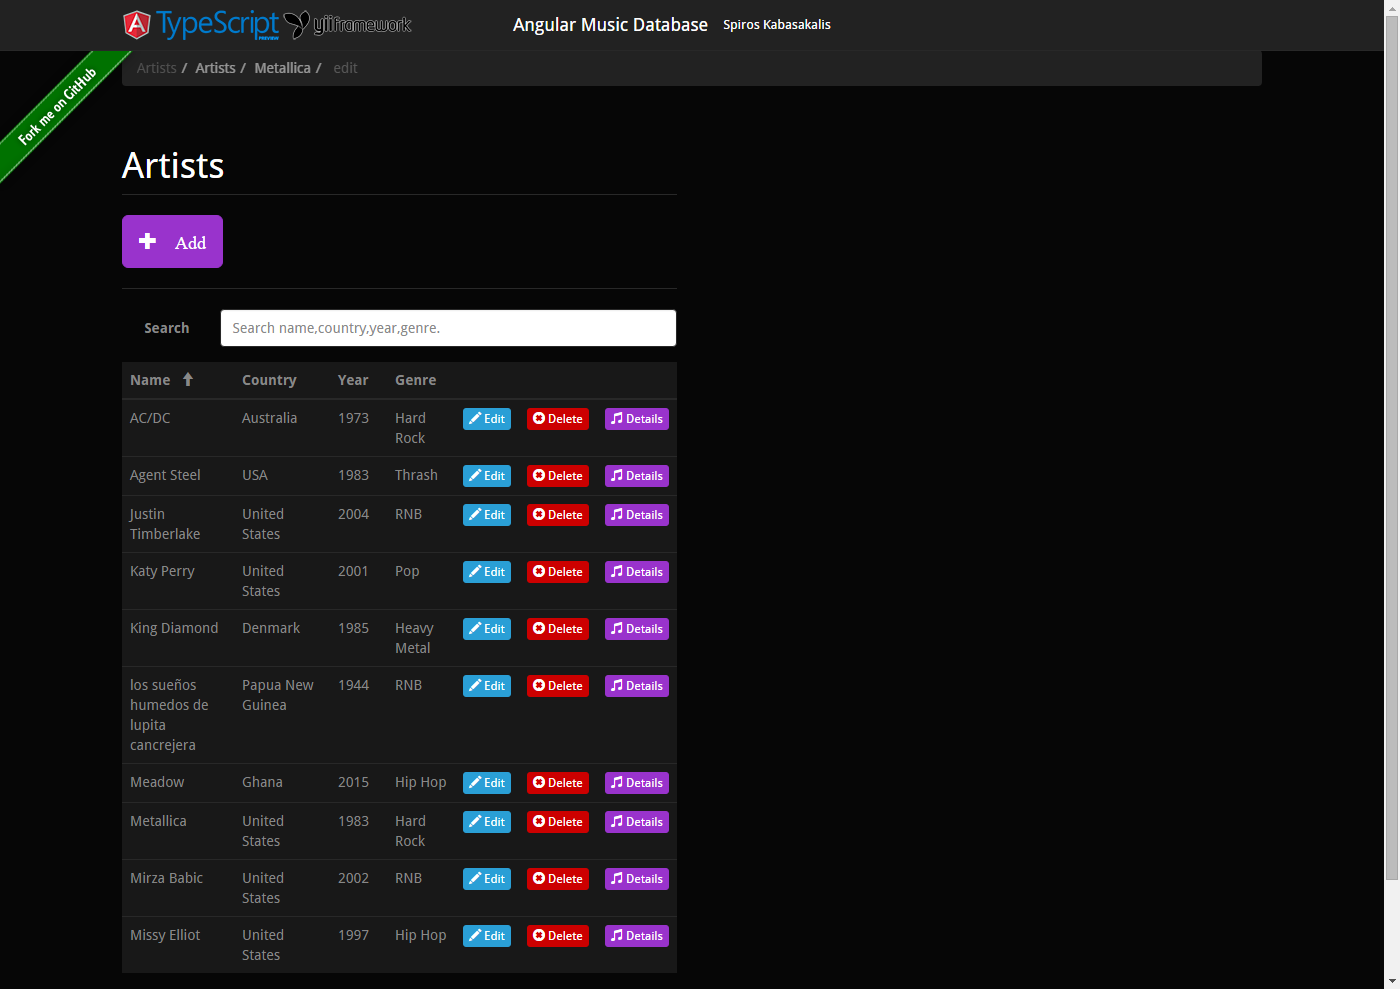 TypeScript PREVIEW yiiframework Angular Music Database Spiros Kabasakalis
Fork me on GitHub
Artists / Artists / Metallica / edit
Artists
Add
Search Search name,country,year,genre.
Name Country Year Genre
AC/DC Australia 1973 Hard Rock Edit Delete Details
Agent Steel USA 1983 Thrash Edit Delete Details
Justin Timberlake United States 2004 RNB Edit Delete Details
Katy Perry United States 2001 Pop Edit Delete Details
King Diamond Denmark 1985 Heavy Metal Edit Delete Details
los sueños humedos de lupita cancrejera Papua New Guinea 1944 RNB Edit Delete Details
Meadow Ghana 2015 Hip Hop Edit Delete Details
Metallica United States 1983 Hard Rock Edit Delete Details
Mirza Babic United States 2002 RNB Edit Delete Details
Missy Elliot United States 1997 Hip Hop Edit Delete Details